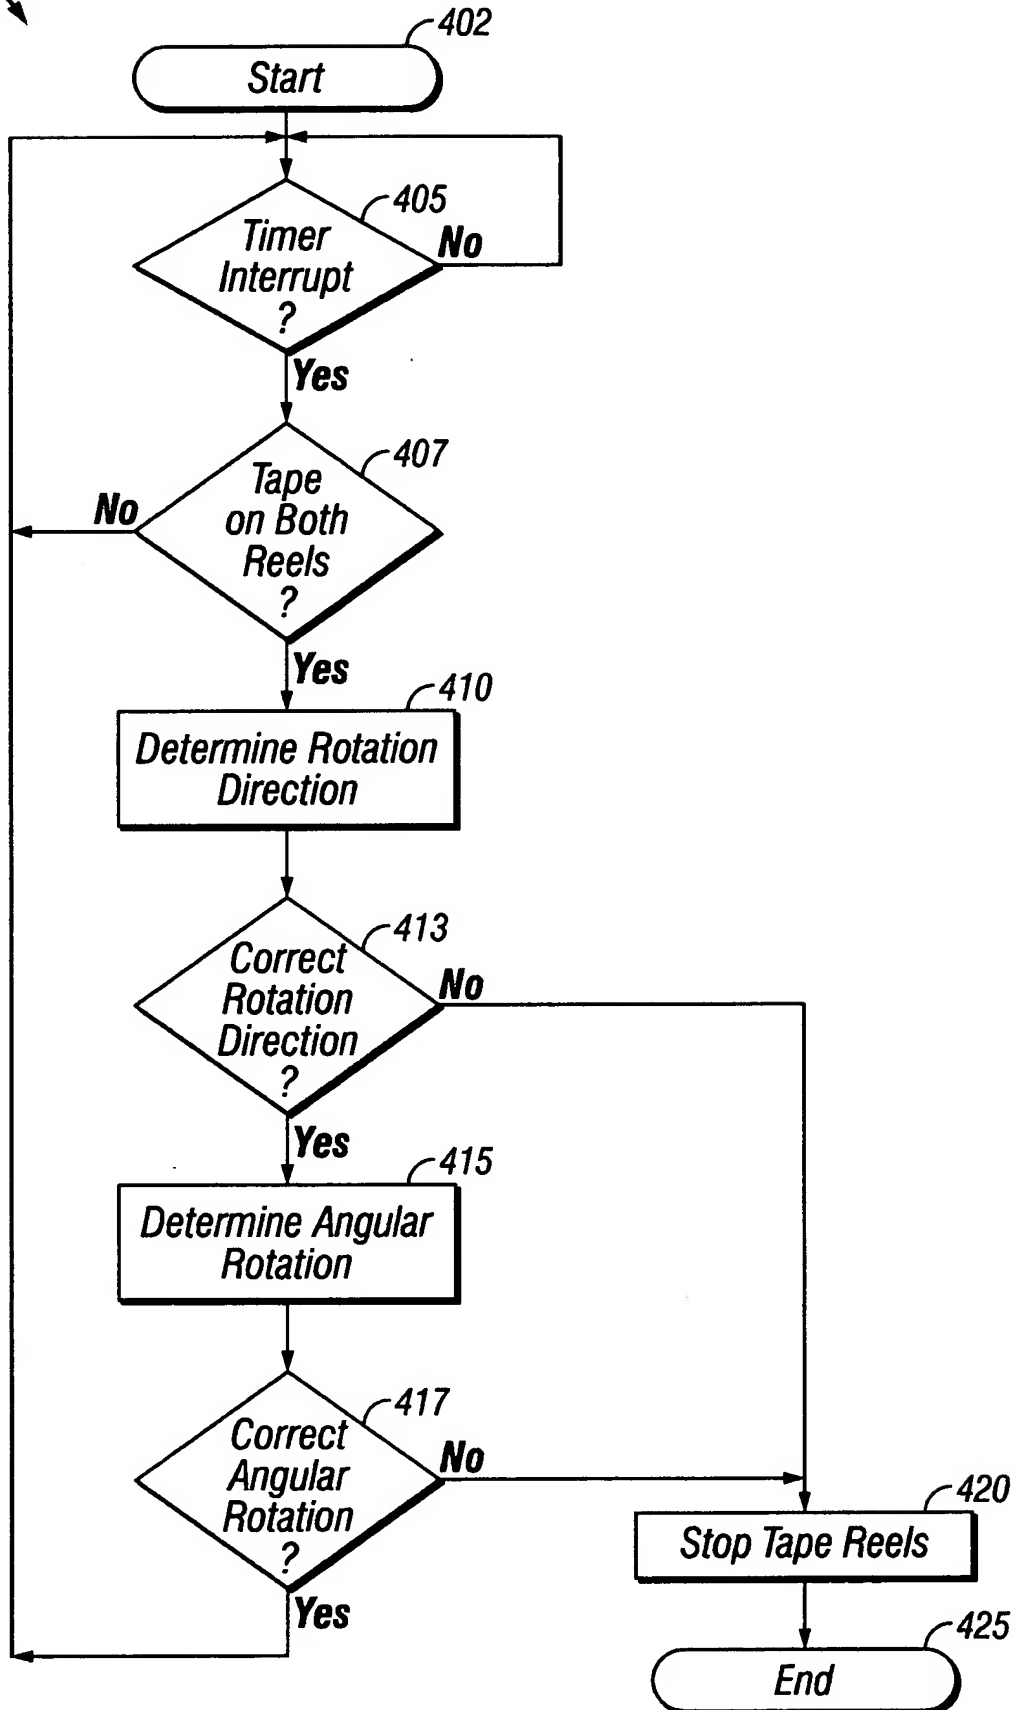 402
Start
405
Timer
Interrupt
?
No
Yes
407
Tape
on Both
Reels
?
No
Yes
410
Determine Rotation
Direction
413
Correct
Rotation
Direction
?
No
Yes
415
Determine Angular
Rotation
417
Correct
Angular
Rotation
?
No
Yes
420
Stop Tape Reels
425
End